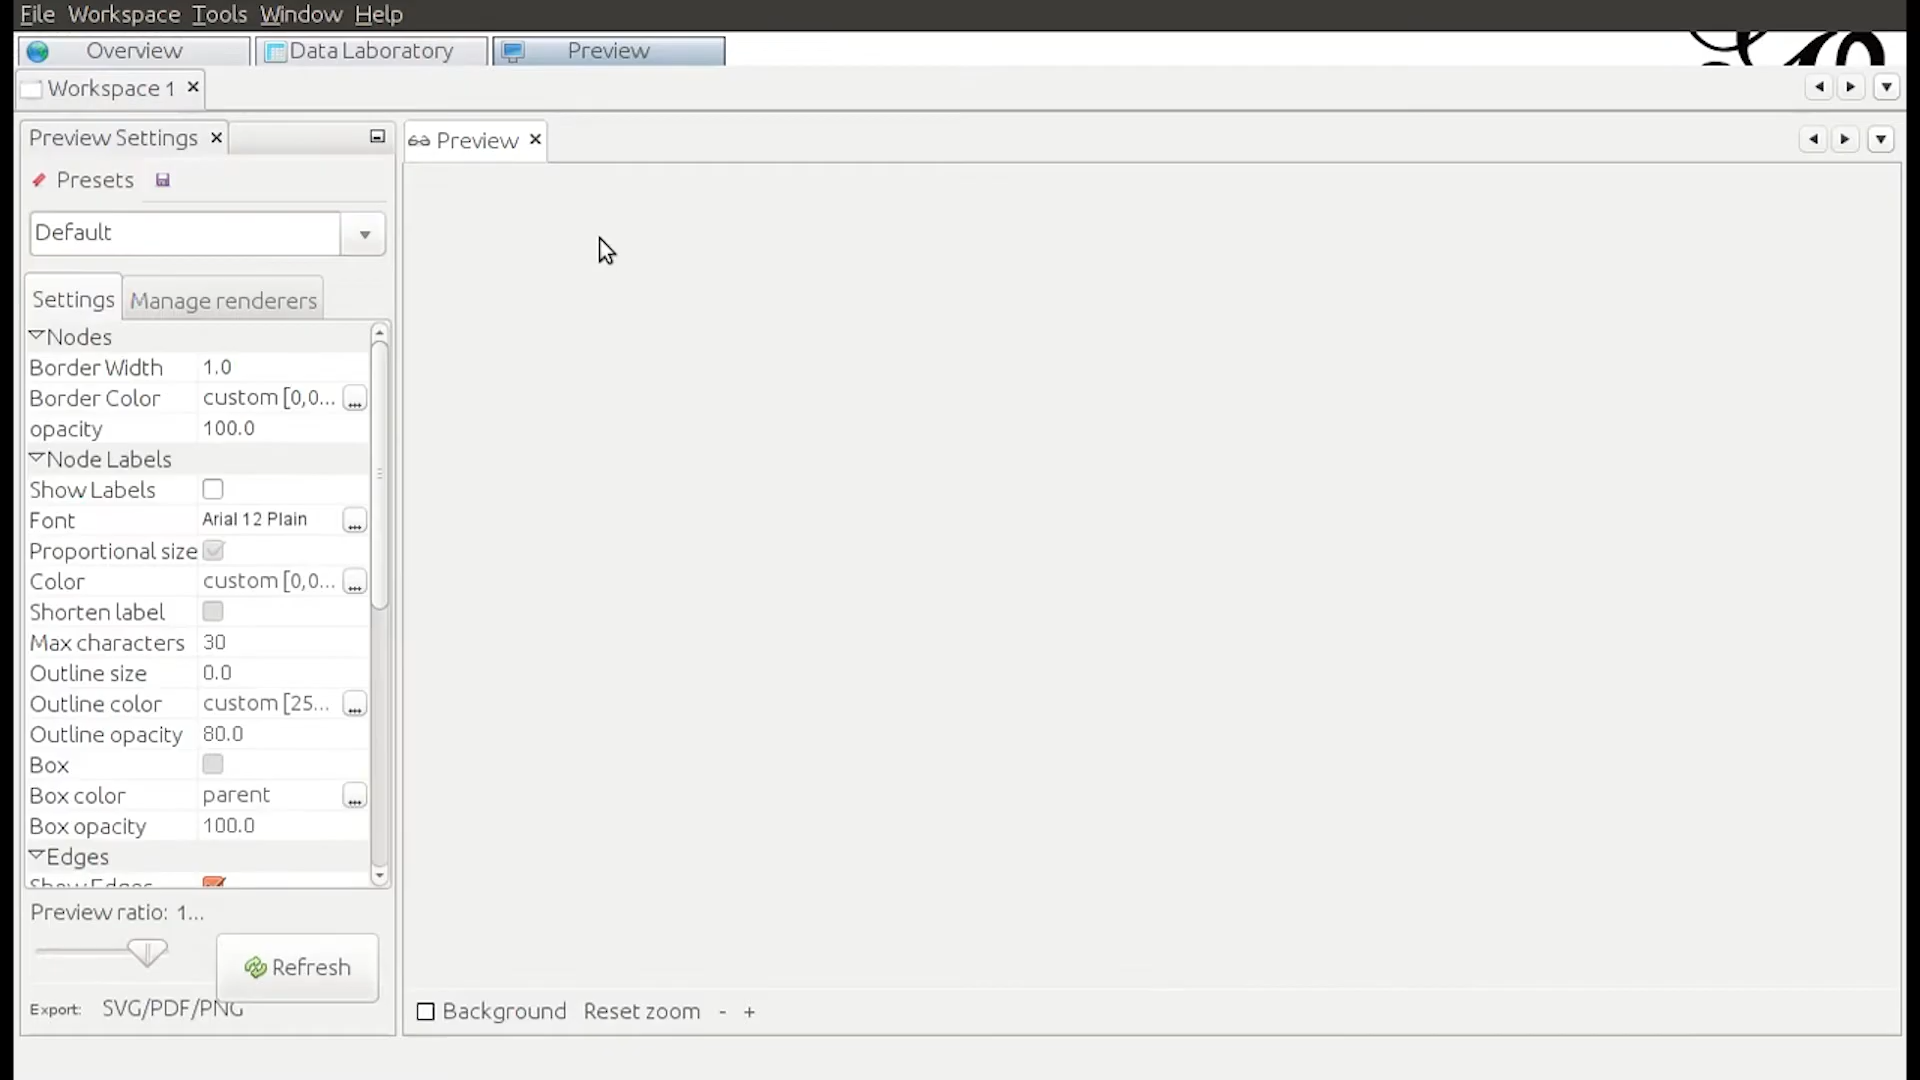 File Workspace Tools Window Help
Overview Data Laboratory Preview
Workspace 1
Preview Settings
Preview
Presets
Default
Settings Manage renderers
Nodes
Border Width 1.0
Border Color custom [0,0...
opacity 100.0
Node Labels
Show Labels
Font Arial 12 Plain ...
Proportional size
Color custom [0,0... ...
Shorten label
Max characters 30
Outline size 0.0
Outline color custom [25... ...
Outline opacity 80.0
Box
Box color parent ...
Box opacity 100.0
Edges
Show Edges
Preview ratio: 1...
Refresh
Export: SVG/PDF/PNG
Background Reset zoom - +